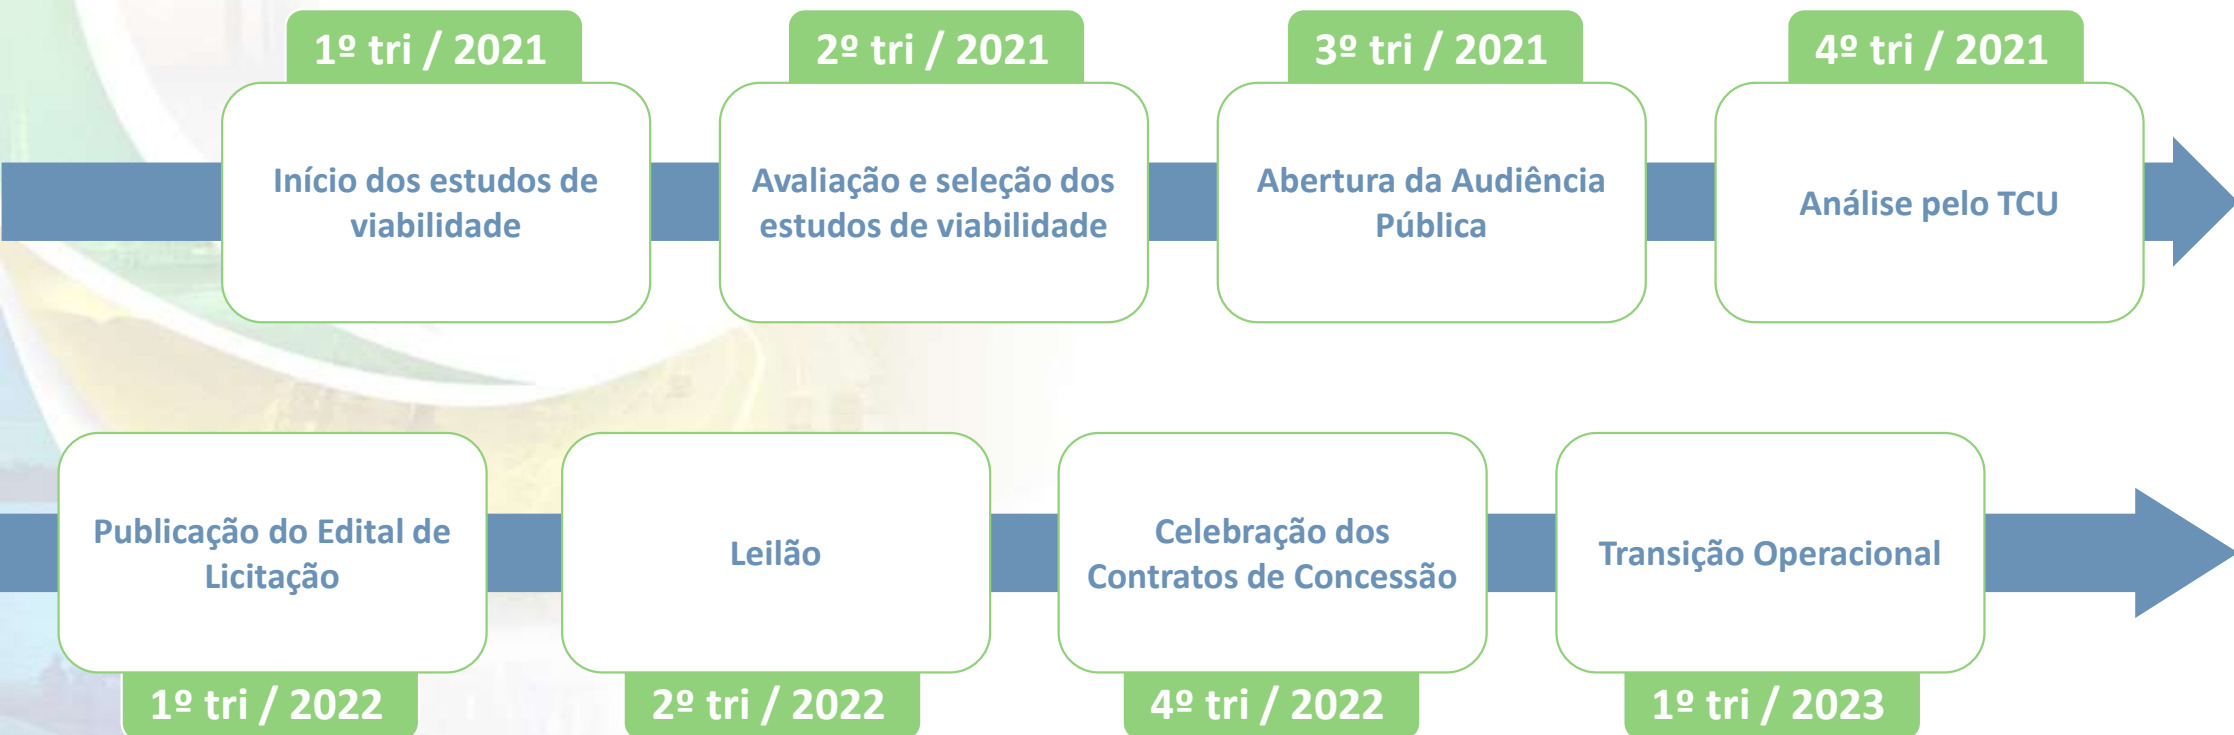 1º tri / 2021
Início dos estudos de
viabilidade
2º tri / 2021
Avaliação e seleção dos
estudos de viabilidade
3º tri / 2021
Abertura da Audiência
Pública
4º tri / 2021
Análise pelo TCU
Publicação do Edital de
Licitação
1º tri / 2022
Leilão
2º tri / 2022
Celebração dos
Contratos de Concessão
4º tri / 2022
Transição Operacional
1º tri / 2023